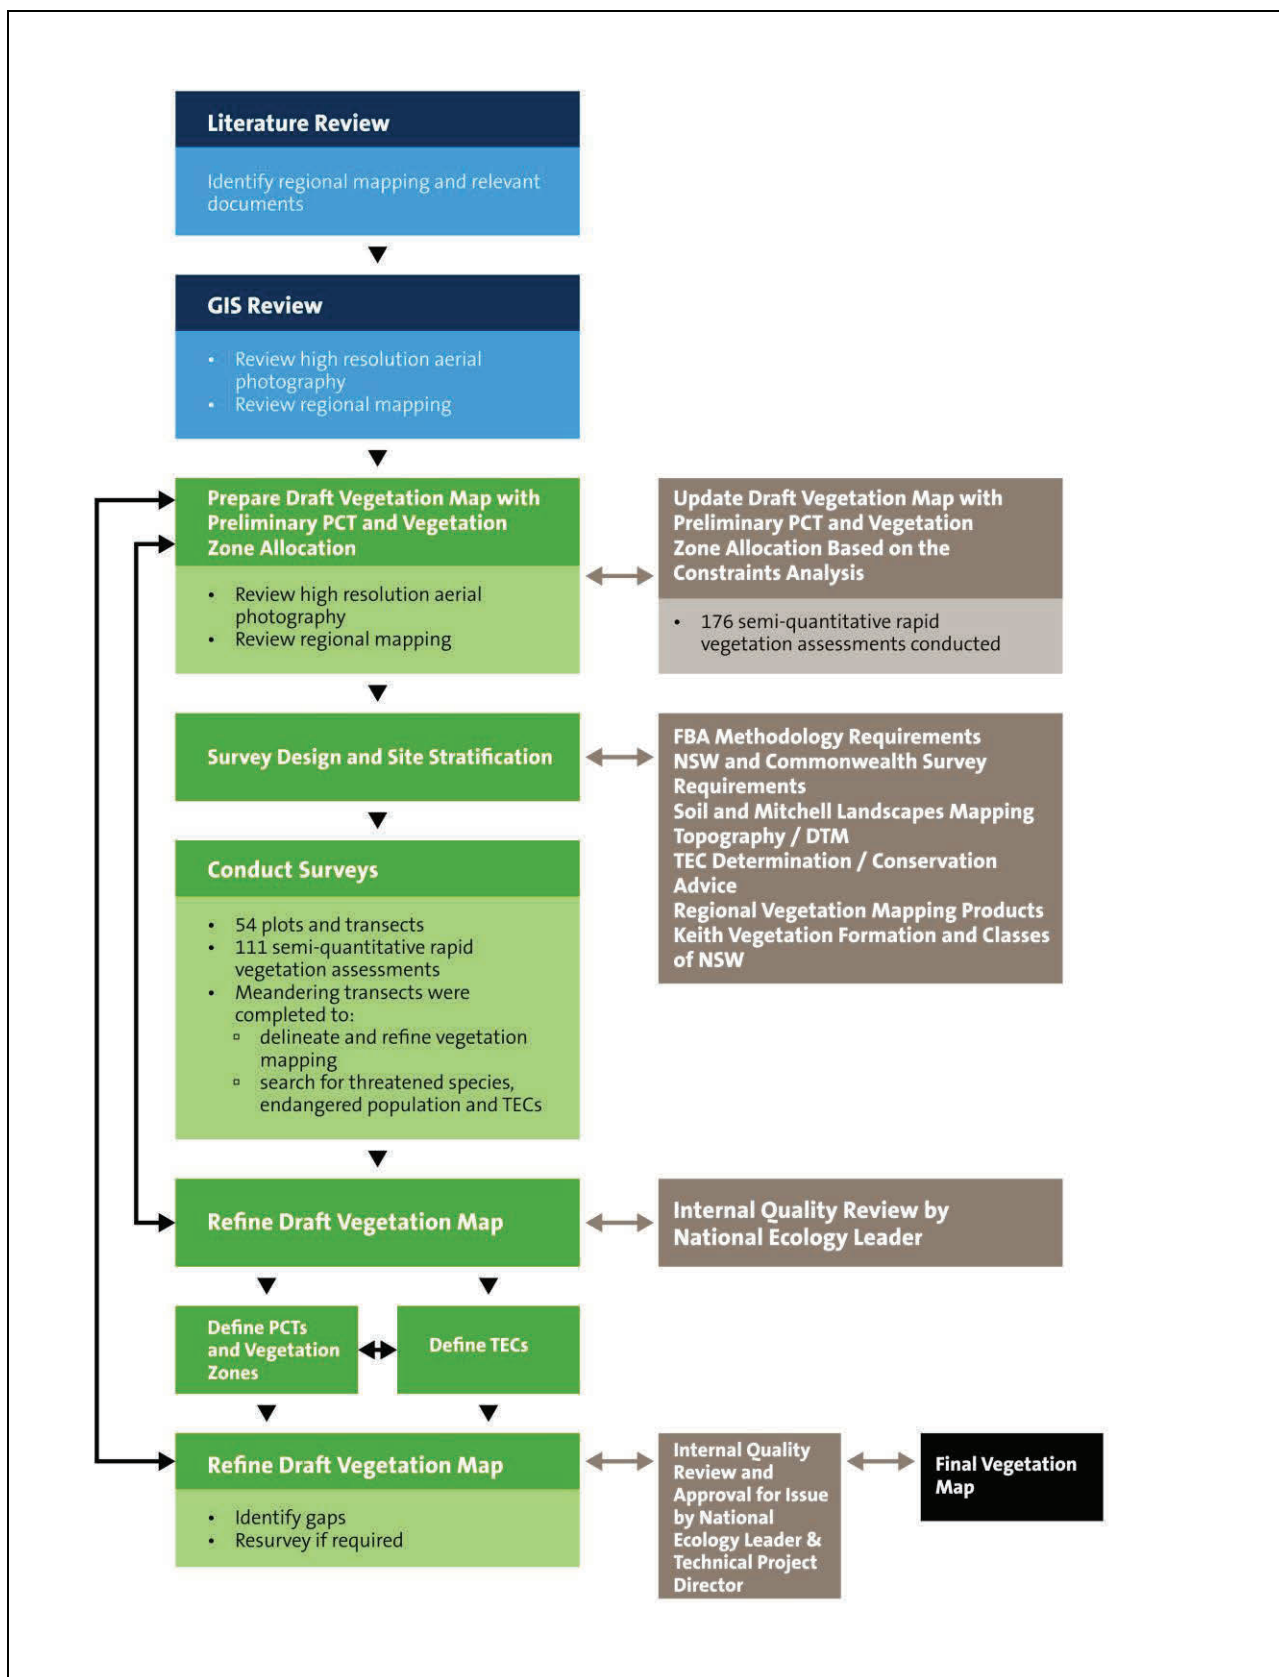 Literature Review
Identify regional mapping and relevant
documents
GIS Review
• Review high resolution aerial
photography
• Review regional mapping
Prepare Draft Vegetation Map with
Preliminary PCT and Vegetation
Zone Allocation
• Review high resolution aerial
photography
• Review regional mapping
Update Draft Vegetation Map with
Preliminary PCT and Vegetation
Zone Allocation Based on the
Constraints Analysis
• 176 semi-quantitative rapid
vegetation assessments conducted
Survey Design and Site Stratification
FBA Methodology Requirements
NSW and Commonwealth Survey
Requirements
Soil and Mitchell Landscapes Mapping
Topography / DTM
TEC Determination / Conservation
Advice
Regional Vegetation Mapping Products
Keith Vegetation Formation and Classes
of NSW
Conduct Surveys
• 54 plots and transects
• 111 semi-quantitative rapid
vegetation assessments
• Meandering transects were
completed to:
▫ delineate and refine vegetation
mapping
▫ search for threatened species,
endangered population and TECs
Refine Draft Vegetation Map
Internal Quality Review by
National Ecology Leader
Define PCTs
and Vegetation
Zones
Define TECs
Refine Draft Vegetation Map
• Identify gaps
• Resurvey if required
Internal Quality
Review and
Approval for Issue
by National
Ecology Leader &
Technical Project
Director
Final Vegetation
Map